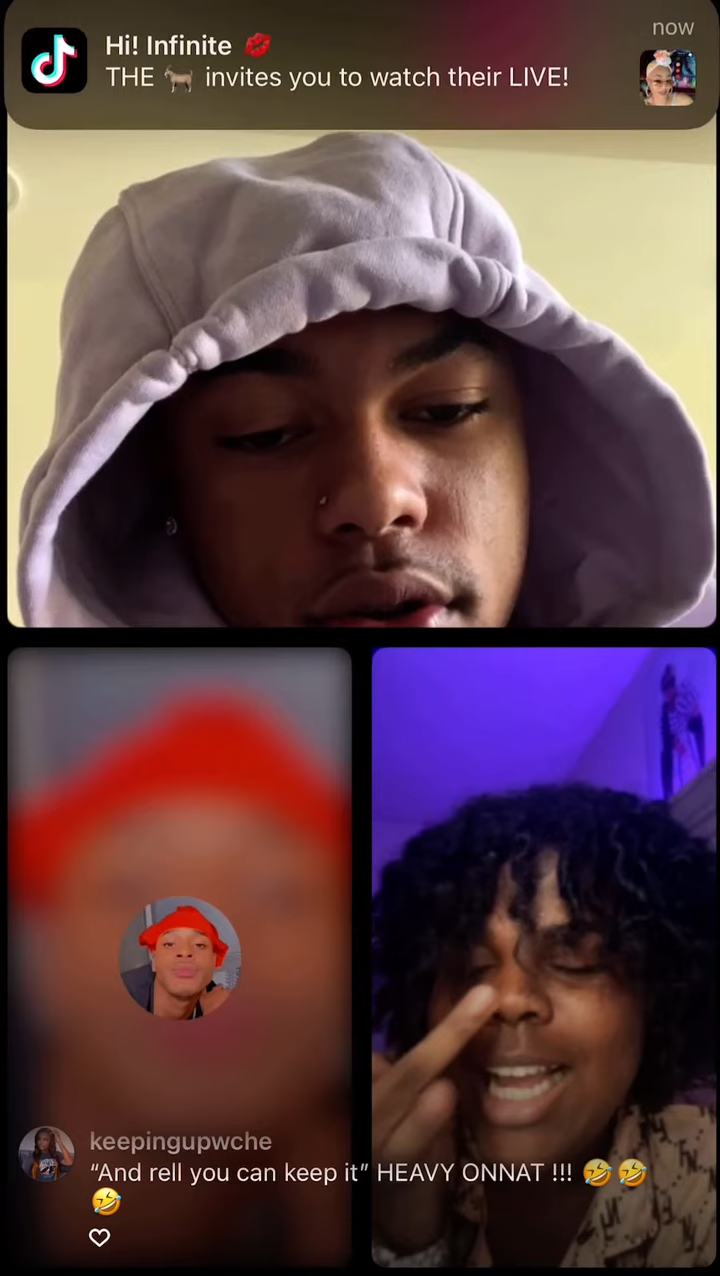 Hi! Infinite 💋
now
THE 🐐 invites you to watch their LIVE!
keepingupwche
“And rell you can keep it” HEAVY ONNAT !!! 🤣🤣
🤣